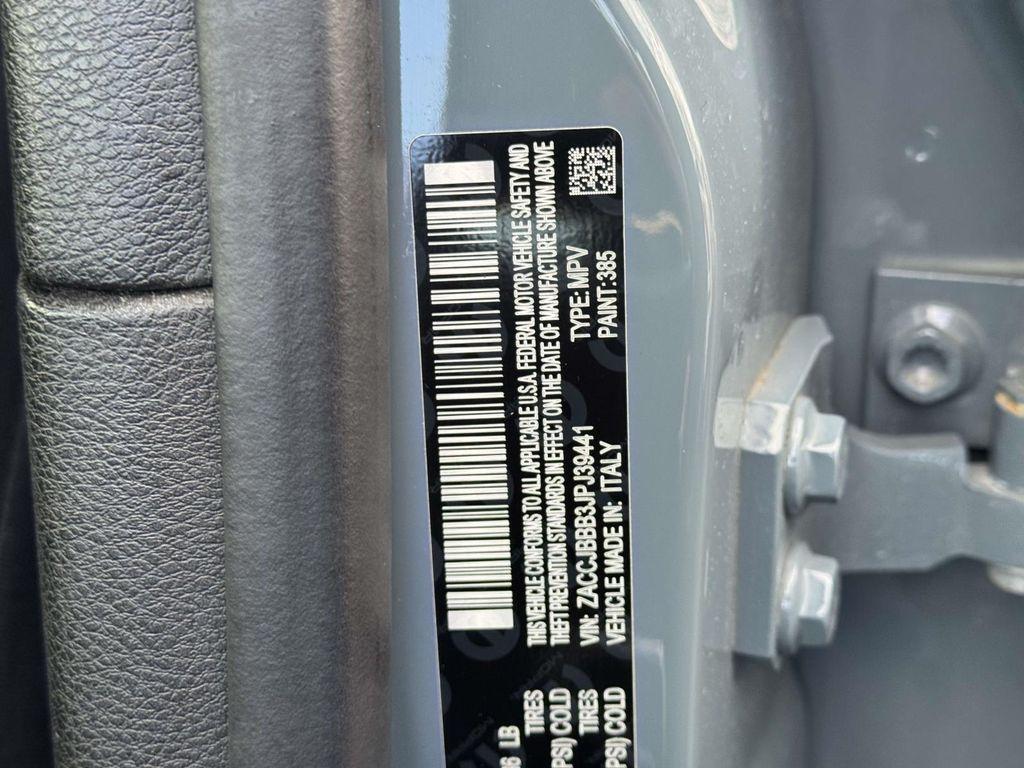 06 LB
TIRES
(PSI) COLD
TIRES
(PSI) COLD
THIS VEHICLE CONFORMS TO ALL APPLICABLE U.S.A. FEDERAL MOTOR VEHICLE SAFETY AND
THEFT PREVENTION STANDARDS IN EFFECT ON THE DATE OF MANUFACTURE SHOWN ABOVE
VIN: ZACCJBBB3JPJ39441 TYPE: MPV
VEHICLE MADE IN: ITALY PAINT: 385